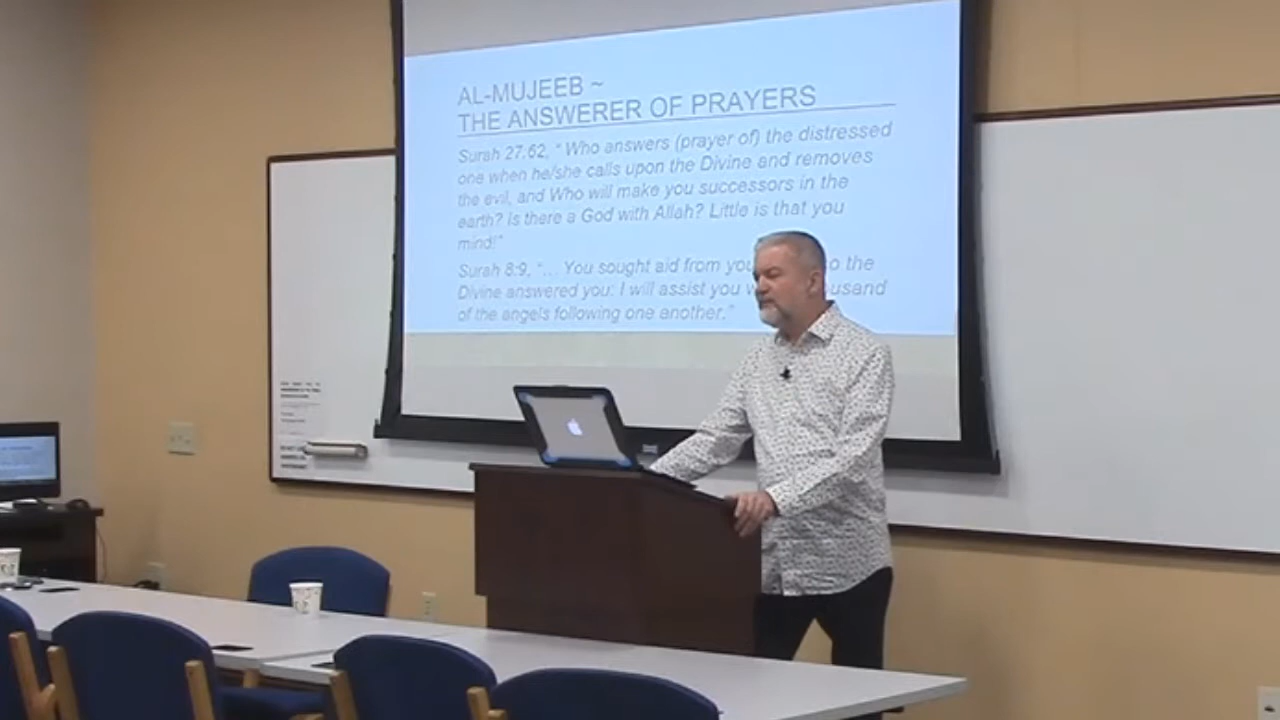 AL-MUJEEB ~
THE ANSWERER OF PRAYERS
Surah 27.62, “ Who answers (prayer of) the distressed
one when he/she calls upon the Divine and removes
the evil, and Who will make you successors in the
earth? Is there a God with Allah? Little is that you
mind!”
Surah 8:9, “... You sought aid from the
Divine answered you: I will assist you
of the angels following one another.”